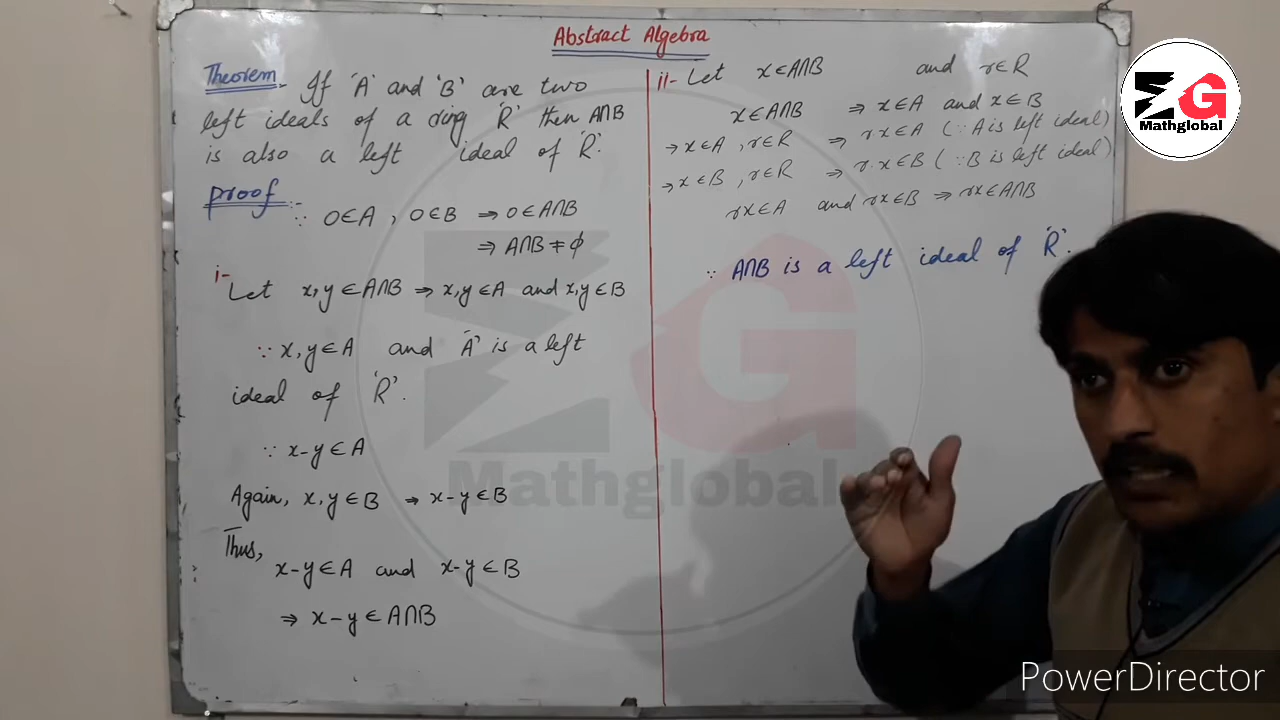 Abstract Algebra
Theorem:- If 'A' and 'B' are two
left ideals of a ring 'R' then A∩B
is also a left ideal of 'R'.
Proof:-
∵ 0∈A , 0∈B ⇒ 0∈A∩B
⇒ A∩B ≠ ϕ
i- Let x,y ∈ A∩B ⇒ x,y ∈ A and x,y ∈ B
∵ x,y ∈ A and 'A' is a left
ideal of 'R'.
∵ x-y ∈ A
Again, x,y ∈ B ⇒ x-y ∈ B
Thus,
x-y ∈ A and x-y ∈ B
⇒ x-y ∈ A∩B
ii- Let x ∈ A∩B and r ∈ R
x ∈ A∩B ⇒ x ∈ A and x ∈ B
⇒ x ∈ A , r ∈ R ⇒ rx ∈ A (∵ A is left ideal)
⇒ x ∈ B , r ∈ R ⇒ r.x ∈ B (∵ B is left ideal)
rx ∈ A and rx ∈ B ⇒ rx ∈ A∩B
∵ A∩B is a left ideal of 'R'.
G
Mathglobal
G
Mathglobal
PowerDirector